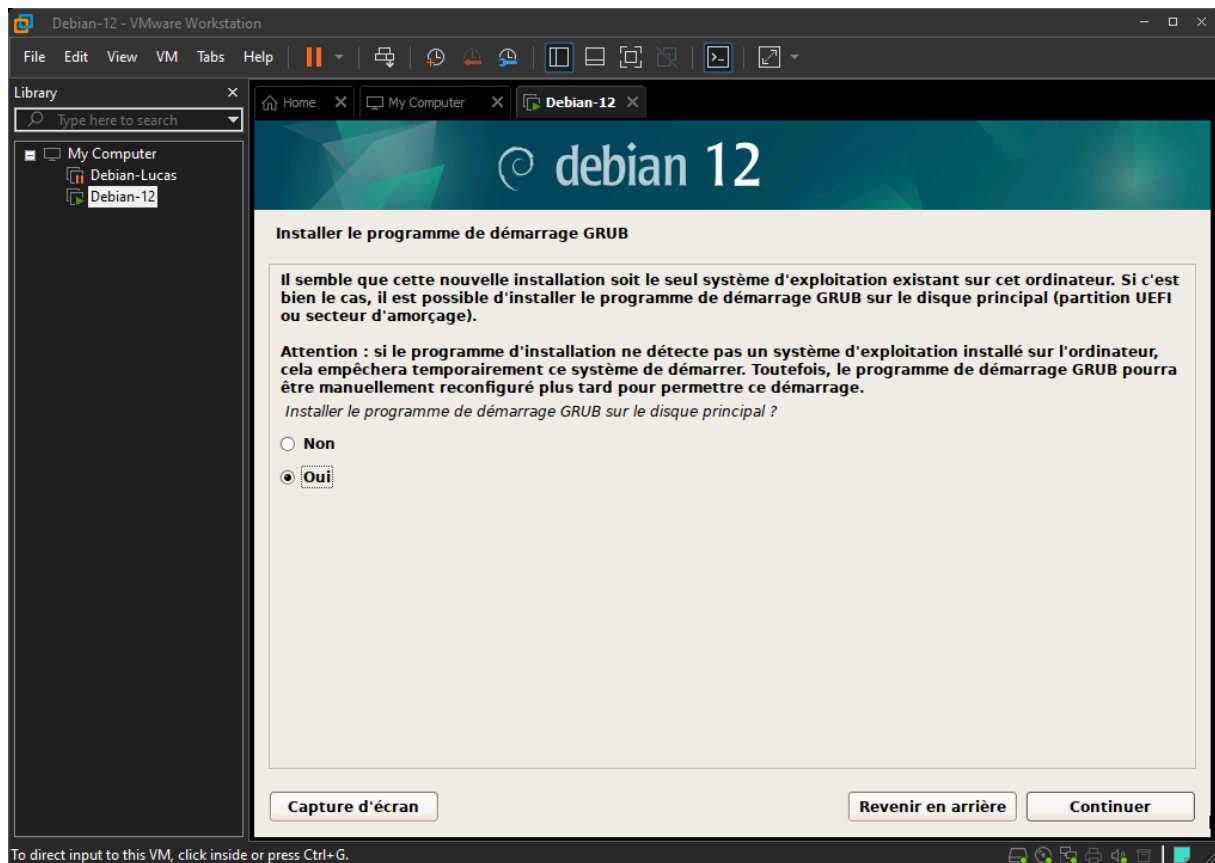 Debian-12 - VMware Workstation
File Edit View VM Tabs Help
Library
Type here to search
My Computer
Debian-Lucas
Debian-12
Home
My Computer
Debian-12
debian 12
Installer le programme de démarrage GRUB
Il semble que cette nouvelle installation soit le seul système d'exploitation existant sur cet ordinateur. Si c'est
bien le cas, il est possible d'installer le programme de démarrage GRUB sur le disque principal (partition UEFI
ou secteur d'amorçage).
Attention : si le programme d'installation ne détecte pas un système d'exploitation installé sur l'ordinateur,
cela empêchera temporairement ce système de démarrer. Toutefois, le programme de démarrage GRUB pourra
être manuellement reconfiguré plus tard pour permettre ce démarrage.
Installer le programme de démarrage GRUB sur le disque principal ?
Non
Oui
Capture d'écran
Revenir en arrière
Continuer
To direct input to this VM, click inside or press Ctrl+G.